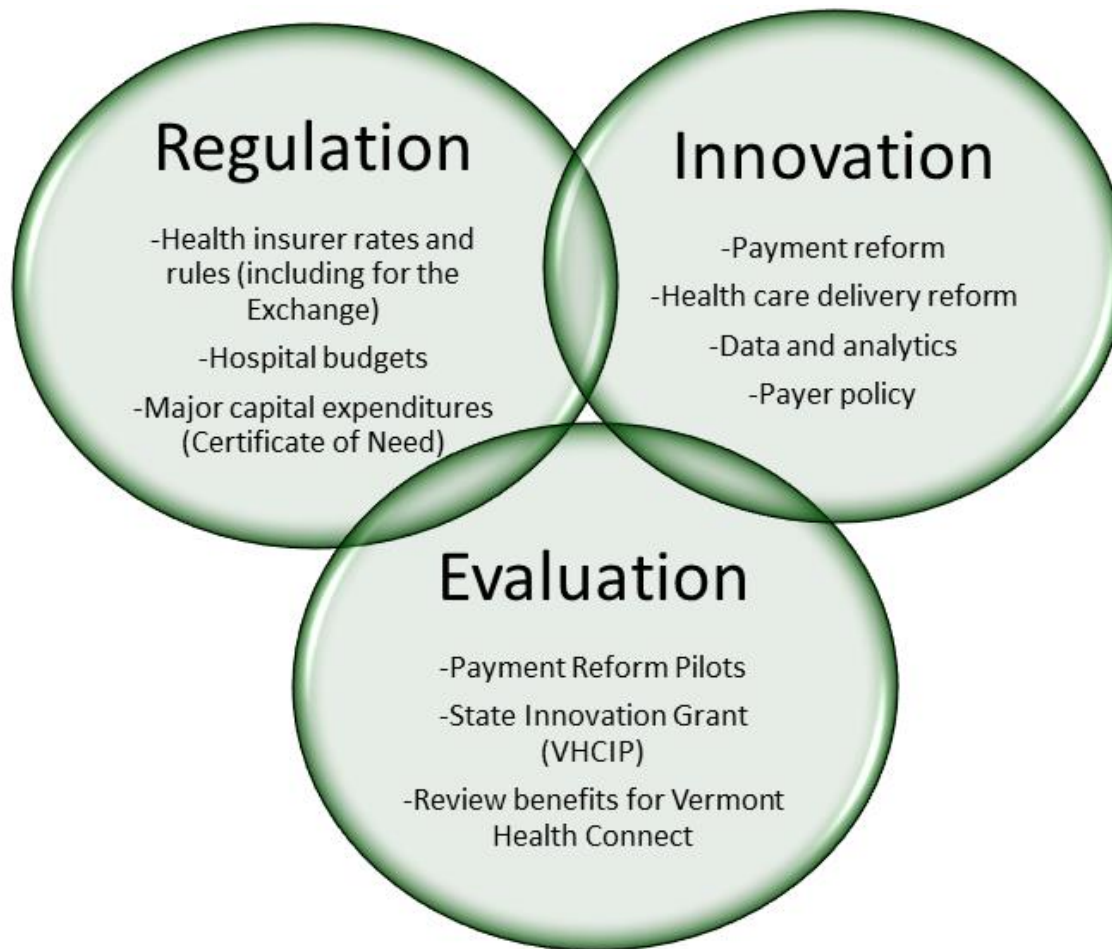 Regulation
-Health insurer rates and
rules (including for the
Exchange)
-Hospital budgets
-Major capital expenditures
(Certificate of Need)
Innovation
-Payment reform
-Health care delivery reform
-Data and analytics
-Payer policy
Evaluation
-Payment Reform Pilots
-State Innovation Grant
(VHCIP)
-Review benefits for Vermont
Health Connect